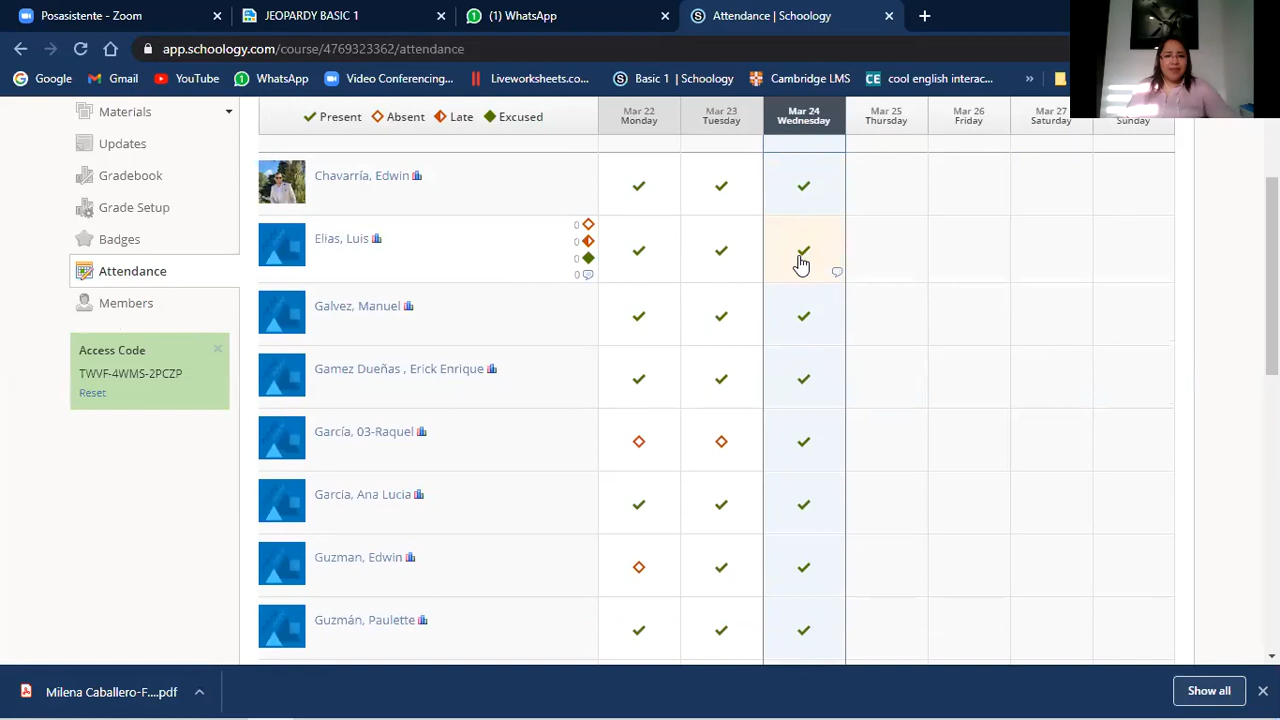 Posasistente - Zoom
JEOPARDY BASIC 1
(1) WhatsApp
Attendance | Schoology
app.schoology.com/course/4769323362/attendance
Google
Gmail
YouTube
WhatsApp
Video Conferencing...
Liveworksheets.co...
Basic 1 | Schoology
Cambridge LMS
cool english interac...
Materials
Updates
Gradebook
Grade Setup
Badges
Attendance
Members
Access Code
TWVF-4WMS-2PCZP
Reset
Present Absent Late Excused
Mar 22 Monday
Mar 23 Tuesday
Mar 24 Wednesday
Mar 25 Thursday
Mar 26 Friday
Mar 27 Saturday
Sunday
Chavarría, Edwin
Elias, Luis
0
0
0
0
Galvez, Manuel
Gamez Dueñas , Erick Enrique
García, 03-Raquel
García, Ana Lucia
Guzman, Edwin
Guzmán, Paulette
Milena Caballero-F....pdf
Show all